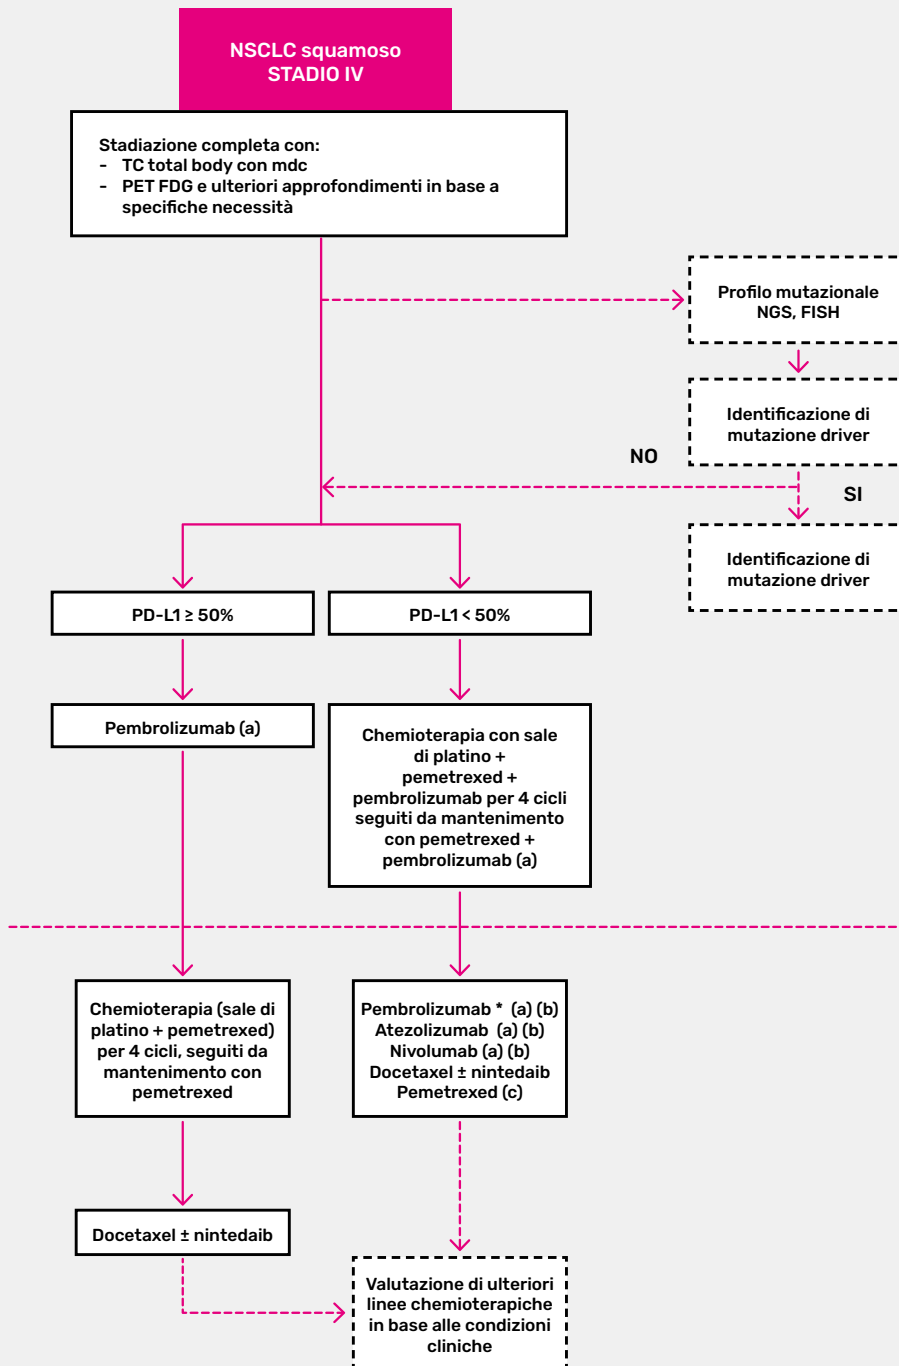 NSCLC squamoso
STADIO IV
Stadiazione completa con:
- TC total body con mdc
- PET FDG e ulteriori approfondimenti in base a
specifiche necessità
Profilo mutazionale
NGS, FISH
Identificazione di
mutazione driver
NO
SI
Identificazione di
mutazione driver
PD-L1 ≥ 50%
PD-L1 < 50%
Pembrolizumab (a)
Chemioterapia con sale
di platino +
pemetrexed +
pembrolizumab per 4 cicli
seguiti da mantenimento
con pemetrexed +
pembrolizumab (a)
Chemioterapia (sale di
platino + pemetrexed)
per 4 cicli, seguiti da
mantenimento con
pemetrexed
Pembrolizumab * (a) (b)
Atezolizumab (a) (b)
Nivolumab (a) (b)
Docetaxel ± nintedaib
Pemetrexed (c)
Docetaxel ± nintedaib
Valutazione di ulteriori
linee chemioterapiche
in base alle condizioni
cliniche